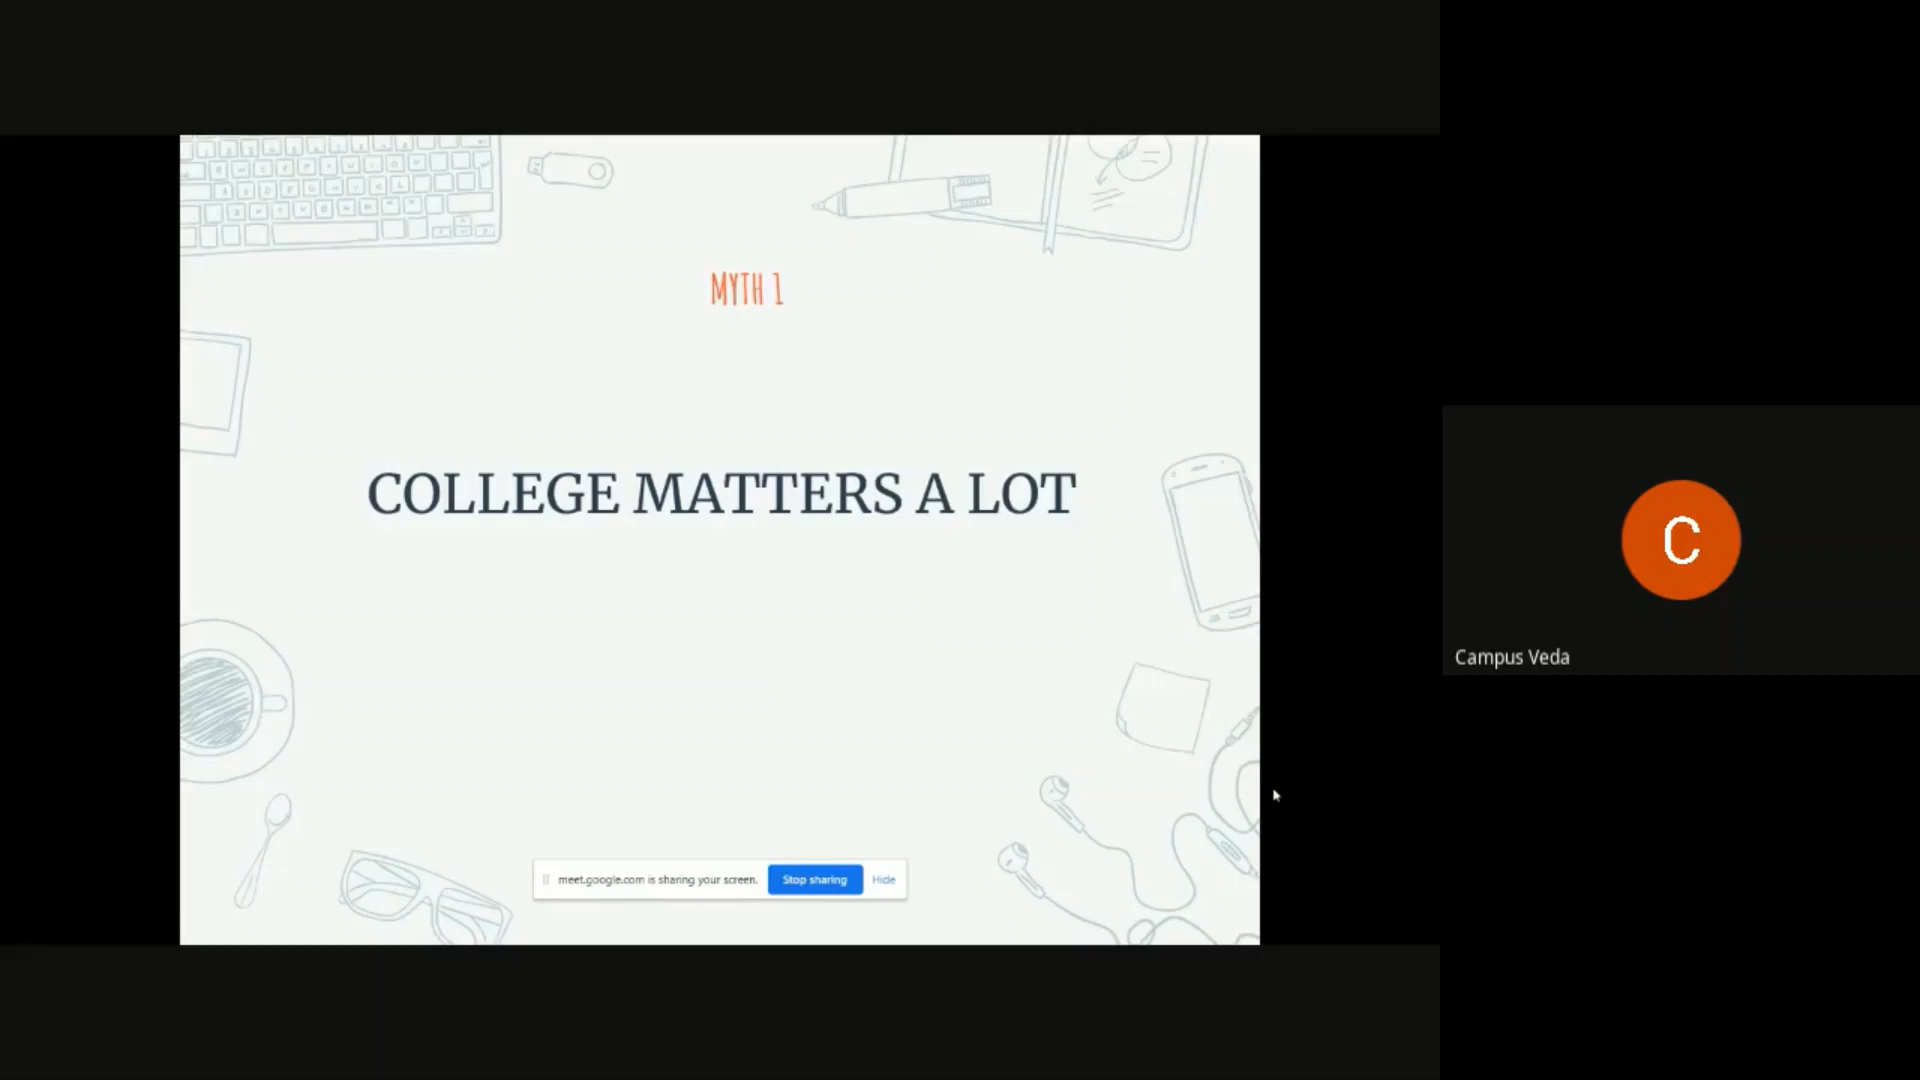 MYTH 1
COLLEGE MATTERS A LOT
meet.google.com is sharing your screen. Stop sharing Hide
C
Campus Veda